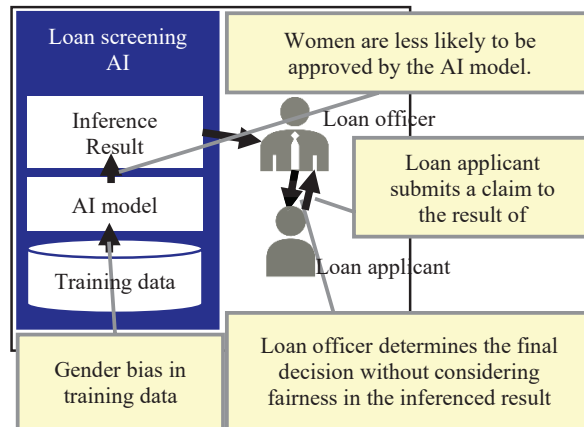 Loan screening
AI
Women are less likely to be
approved by the AI model.
Inference
Result
Loan officer
Loan applicant
submits a claim to
the result of
AI model
Training data
Loan applicant
Gender bias in
training data
Loan officer determines the final
decision without considering
fairness in the inferenced result